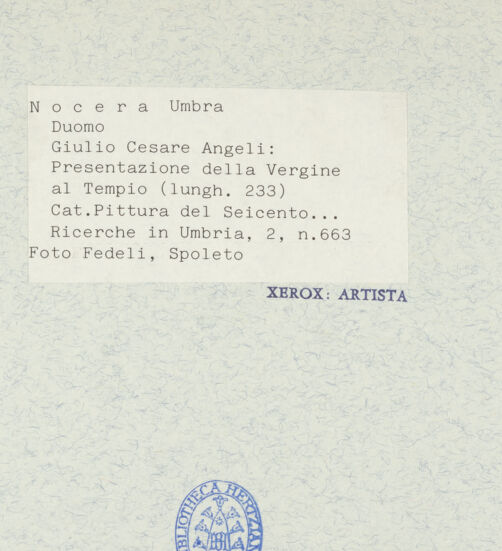 N o c e r a Umbra
Duomo
Giulio Cesare Angeli:
Presentazione della Vergine
al Tempio (lungh. 233)
Cat.Pittura del Seicento...
Ricerche in Umbria, 2, n.663
Foto Fedeli, Spoleto
XEROX: ARTISTA